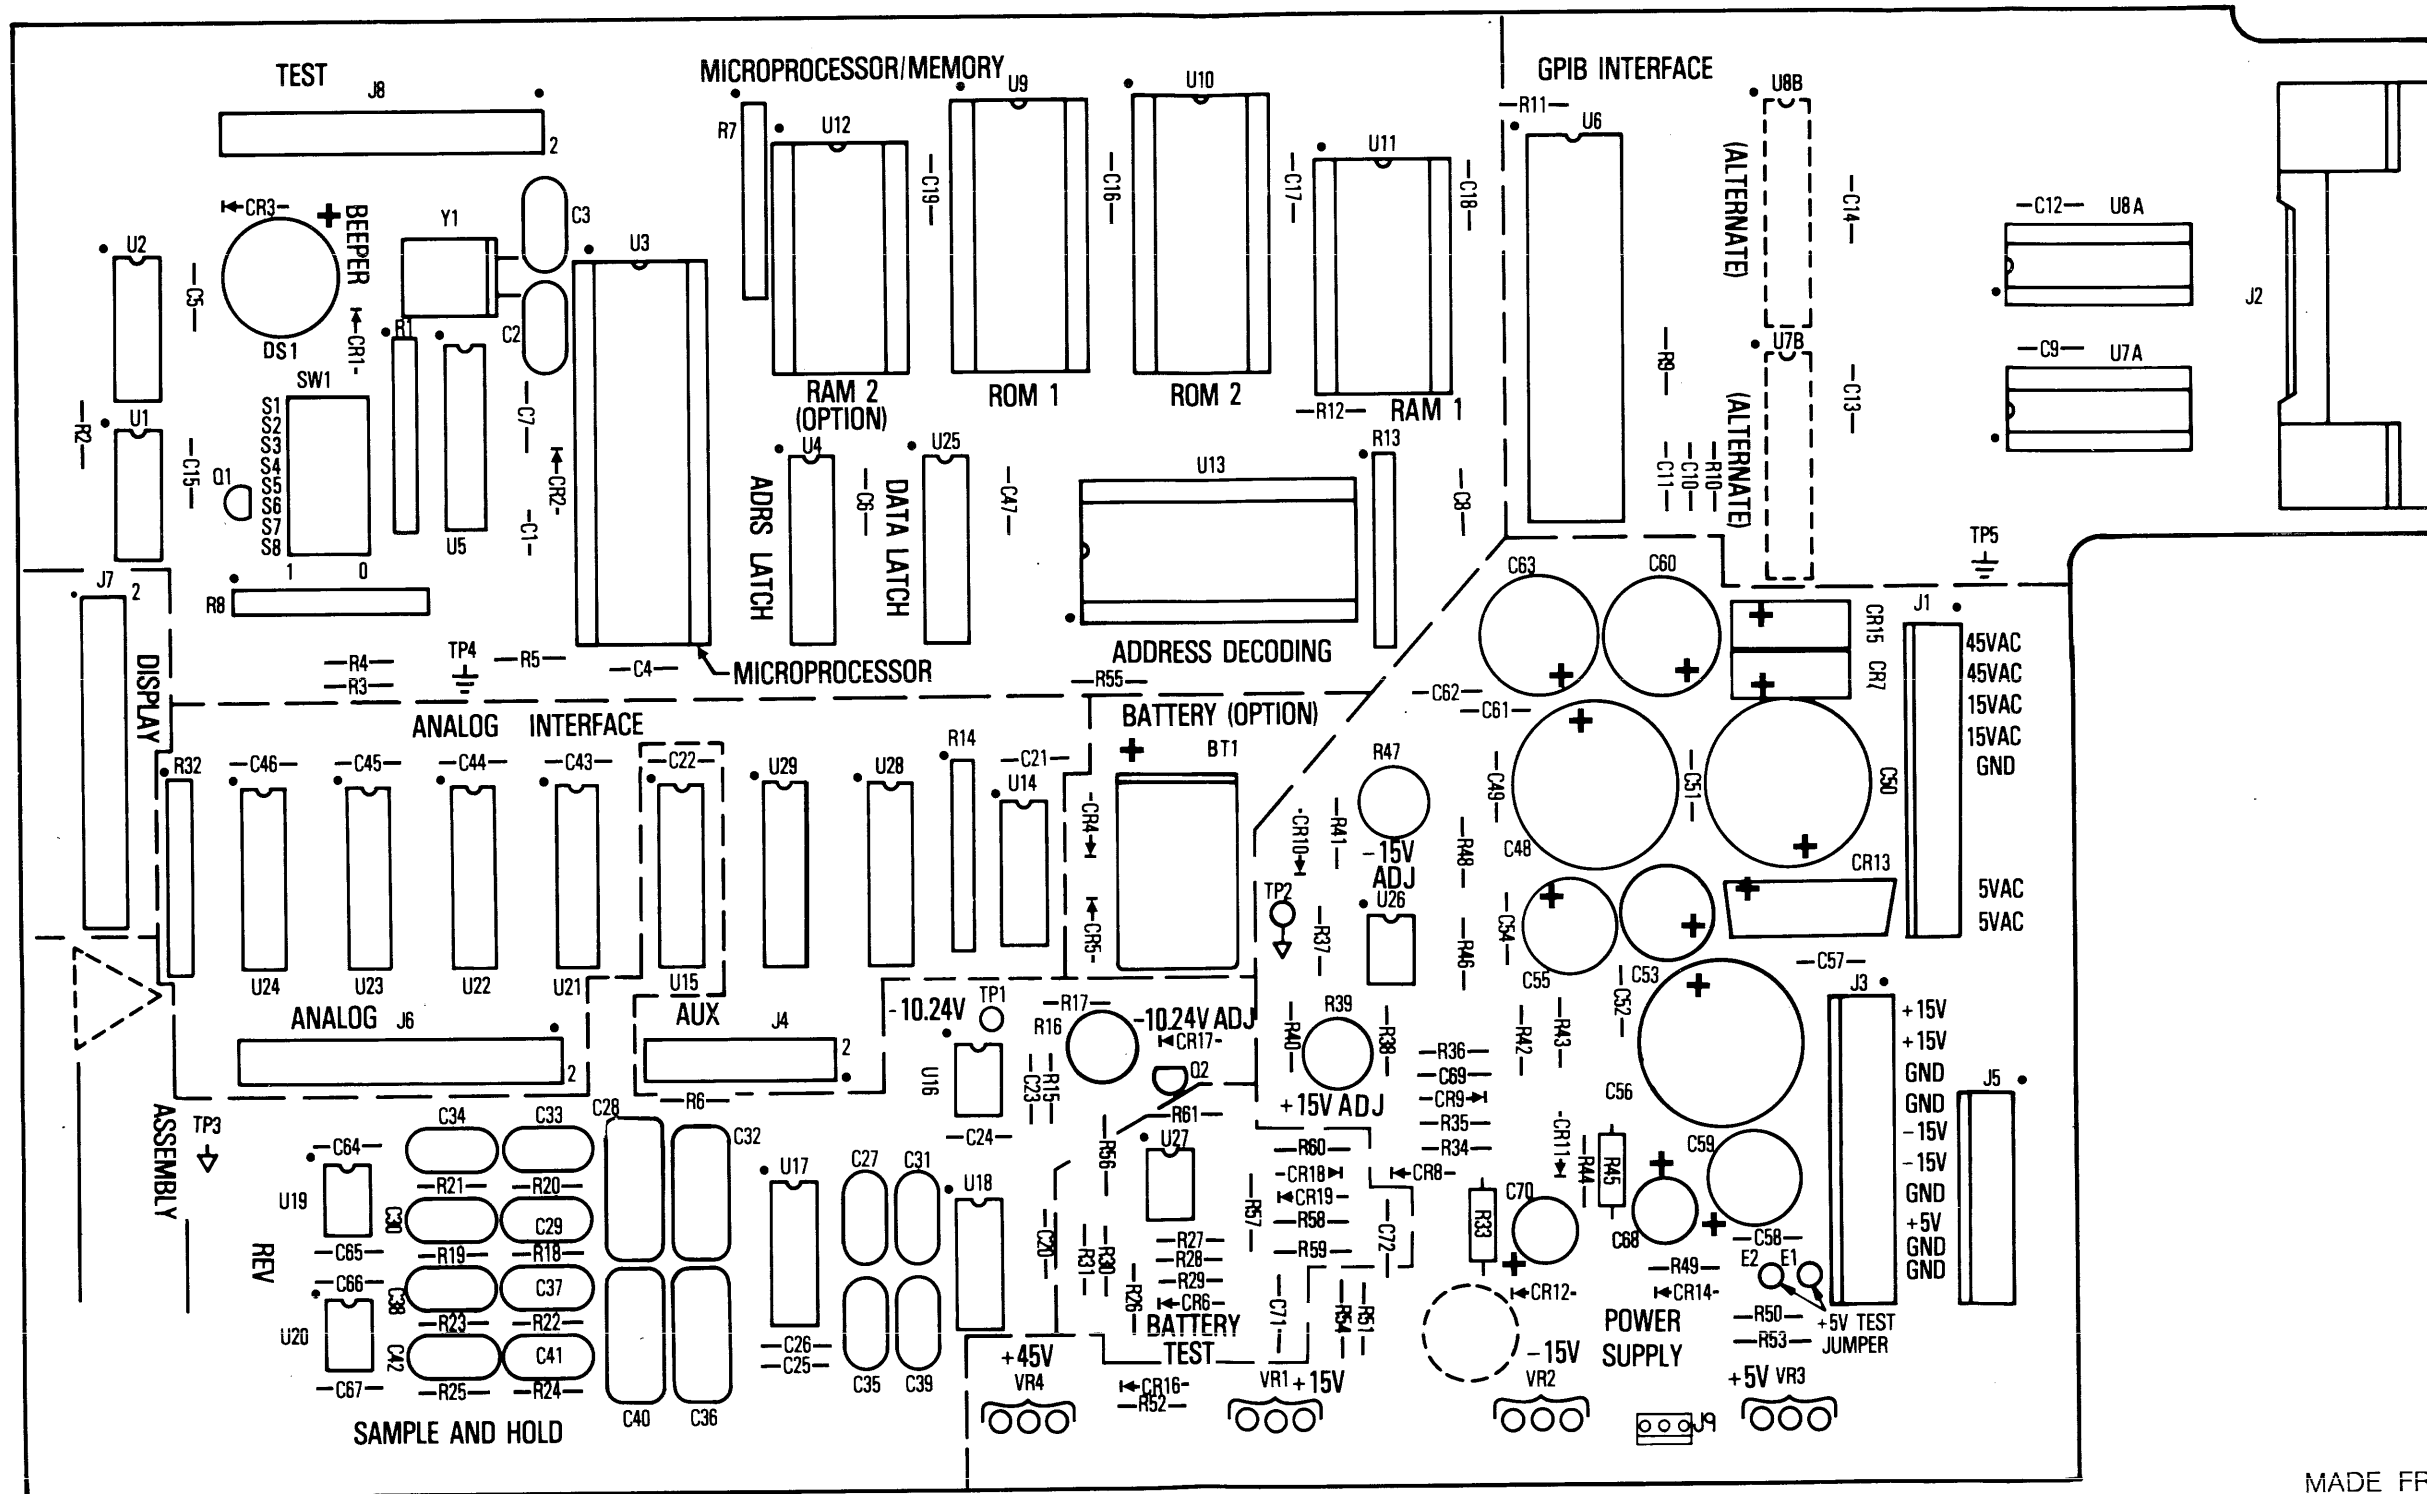 TEST
J8
2
MICROPROCESSOR/MEMORY
U9
U10
GPIB INTERFACE
U8B
R7
U12
R11
U6
U11
C19
C16
C17
C18
(ALTERNATE)
C14
C12
U8A
CR3
+
BEEPER
Y1
C3
U2
U3
C5
DS1
CR1
R1
C2
J2
U7B
R9
C9
U7A
C13
SW1
RAM 2
(OPTION)
ROM 1
ROM 2
R12
RAM 1
(ALTERNATE)
S1
S2
S3
S4
S5
S6
S7
S8
1
0
R2
U1
C15
Q1
C7
CR2
C1
U5
U4
U25
U13
R13
ADRS LATCH
C6
DATA LATCH
C47
C8
C11
C10
R10
TP5
J7
2
R8
C63
C60
CR15
CR7
J1
45VAC
45VAC
15VAC
15VAC
GND
5VAC
5VAC
DISPLAY
R4
R3
TP4
R5
C4
MICROPROCESSOR
ADDRESS DECODING
R55
C62
C61
ANALOG INTERFACE
BATTERY (OPTION)
+
BT1
R32
C46
C45
C44
C43
C22
U29
U28
R14
C21
U14
R47
C49
C51
C50
CR4
CR10
R41
-15V
ADJ
R48
C48
CR13
CR5
TP2
U26
R37
R46
C54
C55
C53
C57
U24
U23
U22
U21
U15
-10.24V
TP1
R17
R16
-10.24V ADJ
CR17
R40
R39
R38
R42
R43
C52
J3
+15V
+15V
GND
GND
-15V
-15V
GND
+5V
GND
GND
J5
ANALOG
J6
2
AUX
J4
2
U16
C23
R15
Q2
R36
C69
CR9
R35
R34
C56
+15V ADJ
R61
ASSEMBLY
TP3
C34
C33
C28
R6
C32
C24
R56
U27
R60
CR18
CR19
R58
R59
R57
CR8
CR11
R44
R45
C59
C64
U19
R21
R20
U17
C27
C31
U18
C30
C29
C65
R19
R18
C20
R31
R30
R27
R28
R29
CR6
R26
C72
R33
C70
C68
C58
E2
E1
REV
C66
C38
C37
R23
R22
U20
C42
C41
C67
R25
R24
C26
C25
C35
C39
C40
C36
BATTERY
TEST
C71
R54
R51
CR12
R49
CR14
R50
R53
+5V TEST
JUMPER
POWER
SUPPLY
+45V
VR4
CR16
R52
VR1
+15V
-15V
VR2
J9
+5V
VR3
SAMPLE AND HOLD
MADE FR